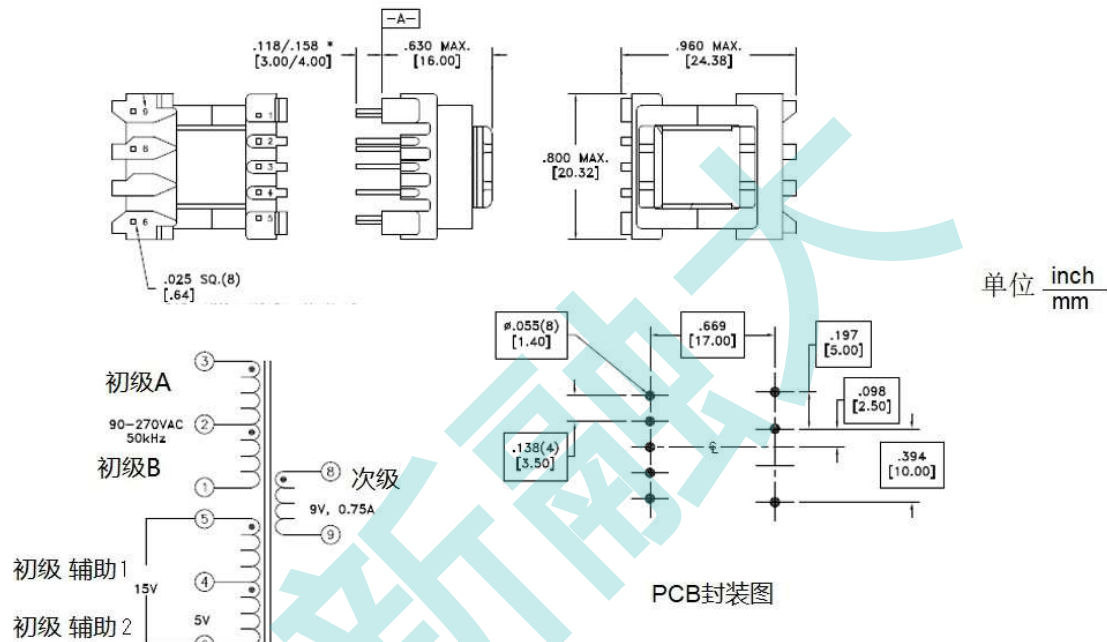 -A-
.118/.158 *
[3.00/4.00]
.630 MAX.
[16.00]
.960 MAX.
[24.38]
9
8
6
1
2
3
4
5
.800 MAX.
[20.32]
.025 SQ.(8)
[.64]
单位 inch
mm
ø.055(8)
[1.40]
.669
[17.00]
.197
[5.00]
.098
[2.50]
.138(4)
[3.50]
℄
.394
[10.00]
3
初级A
90-270VAC
50kHz
2
初级B
1
8
次级
9V, 0.75A
9
5
初级 辅助1
15V
4
初级 辅助2
5V
PCB封装图
新融大